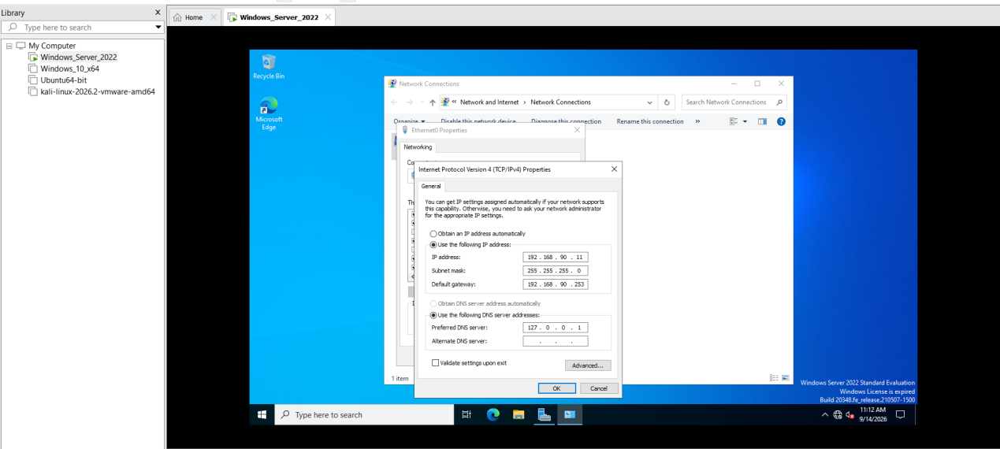 Library
x
Type here to search
My Computer
Windows_Server_2022
Windows_10_x64
Ubuntu64-bit
kali-linux-2026.2-vmware-amd64
Home
Windows_Server_2022
Recycle Bin
Microsoft
Edge
Network Connections
« Network and Internet › Network Connections
Search Network Connections
Organize Disable this network device Diagnose this connection Rename this connection »
Ethernet0 Properties
Networking
Internet Protocol Version 4 (TCP/IPv4) Properties
General
You can get IP settings assigned automatically if your network supports
this capability. Otherwise, you need to ask your network administrator
for the appropriate IP settings.
Obtain an IP address automatically
Use the following IP address:
IP address: 192 . 168 . 90 . 11
Subnet mask: 255 . 255 . 255 . 0
Default gateway: 192 . 168 . 90 . 253
Obtain DNS server address automatically
Use the following DNS server addresses:
Preferred DNS server: 127 . 0 . 0 . 1
Alternate DNS server: . . .
Validate settings upon exit
Advanced...
OK Cancel
1 item
Windows Server 2022 Standard Evaluation
Windows License is expired
Build 20348.fe_release.210507-1500
Type here to search
11:12 AM
9/14/2026